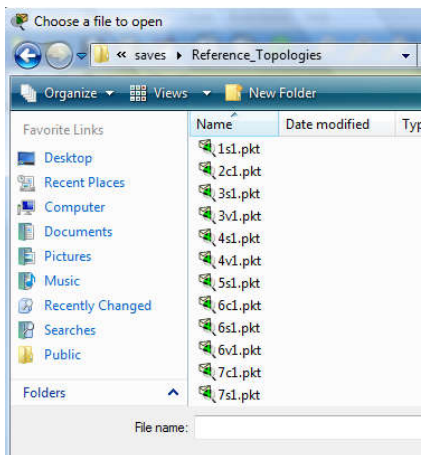 Choose a file to open
« saves ▸ Reference_Topologies
Organize Views New Folder
Favorite Links
Desktop
Recent Places
Computer
Documents
Pictures
Music
Recently Changed
Searches
Public
Folders
Name Date modified Typ
1s1.pkt
2c1.pkt
3s1.pkt
3v1.pkt
4s1.pkt
4v1.pkt
5s1.pkt
6c1.pkt
6s1.pkt
6v1.pkt
7c1.pkt
7s1.pkt
File name: